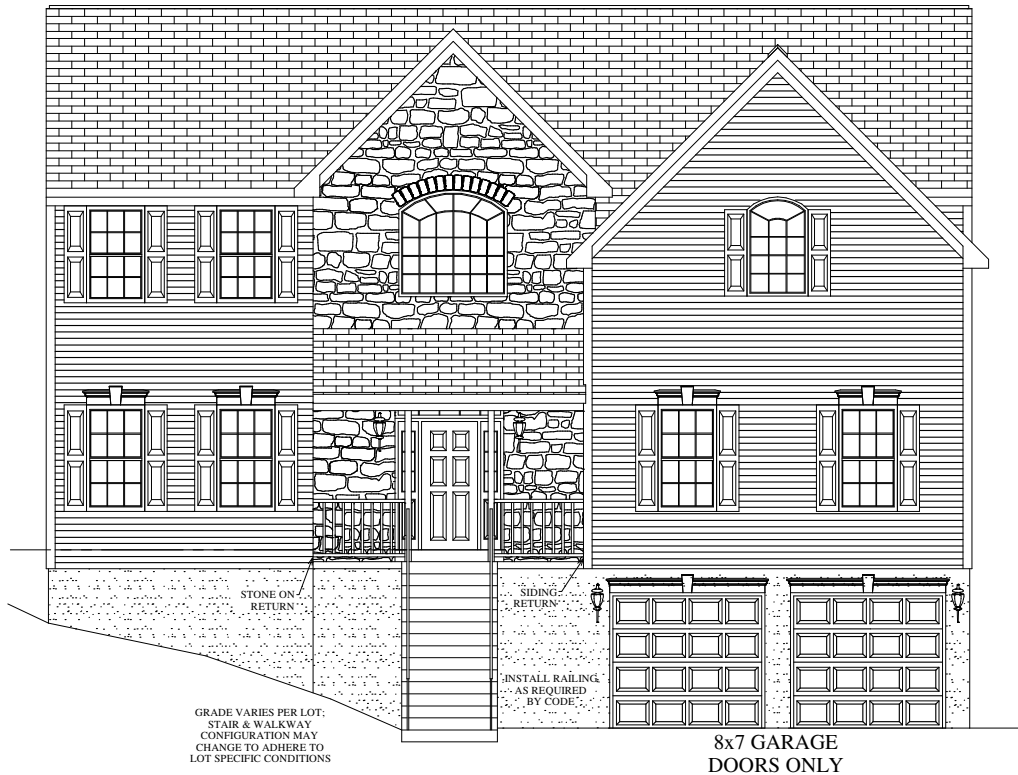 STONE ON
RETURN
SIDING
RETURN
INSTALL RAILING
AS REQUIRED
BY CODE
GRADE VARIES PER LOT;
STAIR & WALKWAY
CONFIGURATION MAY
CHANGE TO ADHERE TO
LOT SPECIFIC CONDITIONS
8x7 GARAGE
DOORS ONLY